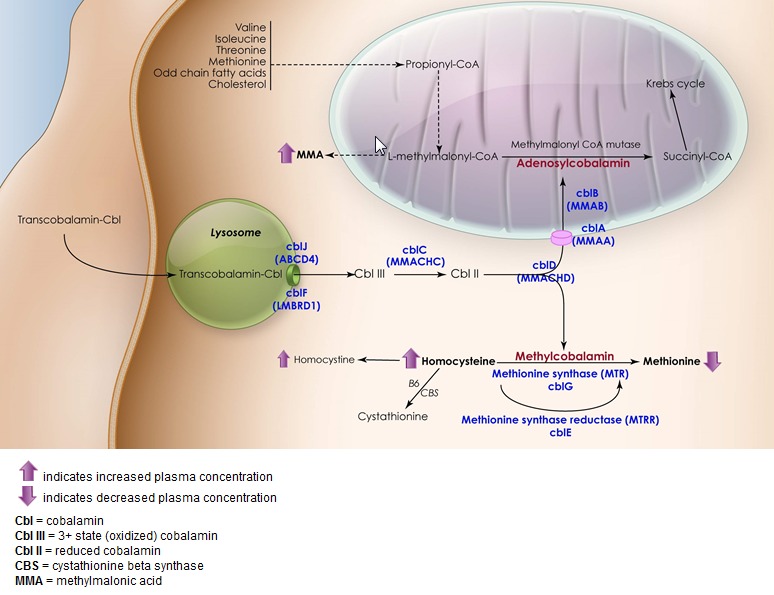 Valine
Isoleucine
Threonine
Methionine
Odd chain fatty acids
Cholesterol
Propionyl-CoA
Krebs cycle
MMA
L-methylmalonyl-CoA
Methylmalonyl CoA mutase
Adenosylcobalamin
Succinyl-CoA
cblB
(MMAB)
cblA
(MMAA)
Transcobalamin-Cbl
Lysosome
cblJ
(ABCD4)
Transcobalamin-Cbl
cblF
(LMBRD1)
Cbl III
cblC
(MMACHC)
Cbl II
cblD
(MMACHD)
Homocystine
Homocysteine
Methylcobalamin
Methionine
Methionine synthase (MTR)
cblG
B6
CBS
Cystathionine
Methionine synthase reductase (MTRR)
cblE
indicates increased plasma concentration
indicates decreased plasma concentration
Cbl = cobalamin
Cbl III = 3+ state (oxidized) cobalamin
Cbl II = reduced cobalamin
CBS = cystathionine beta synthase
MMA = methylmalonic acid